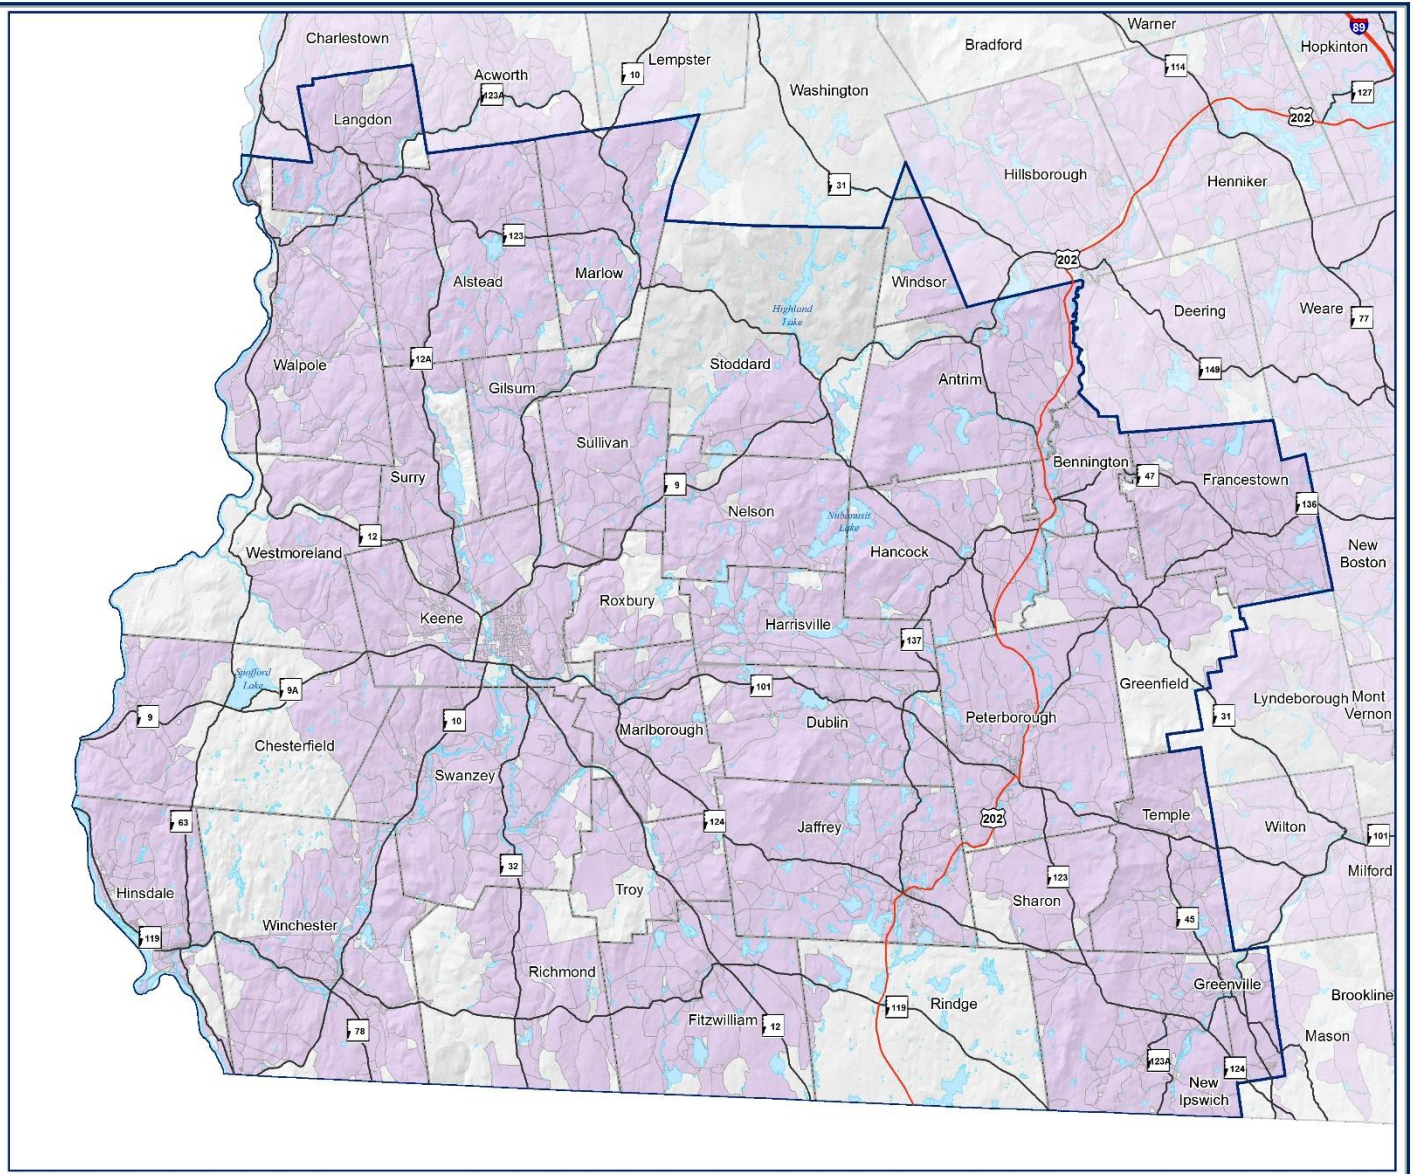 Warner
Charlestown
89
Bradford
Hopkinton
Lempster
114
10
Acworth
Washington
127
123A
202
Langdon
Hillsborough
Henniker
31
123
202
Marlow
Alstead
Windsor
Highland
Lake
Deering
Weare
77
12A
Walpole
Stoddard
149
Antrim
Gilsum
Sullivan
Bennington
47
Surry
Francestown
9
136
Nelson
Nubanusit
Lake
12
Westmoreland
Hancock
New
Boston
Roxbury
Keene
Harrisville
137
Spofford
Lake
9A
101
Greenfield
Lyndeborough
Mont
Vernon
9
10
Dublin
Peterborough
31
Marlborough
Chesterfield
Swanzey
63
124
202
Temple
Jaffrey
Wilton
101
32
Milford
123
Hinsdale
Troy
Sharon
45
Winchester
119
Richmond
Greenville
Brookline
Rindge
119
Fitzwilliam
12
78
Mason
123A
124
New
Ipswich